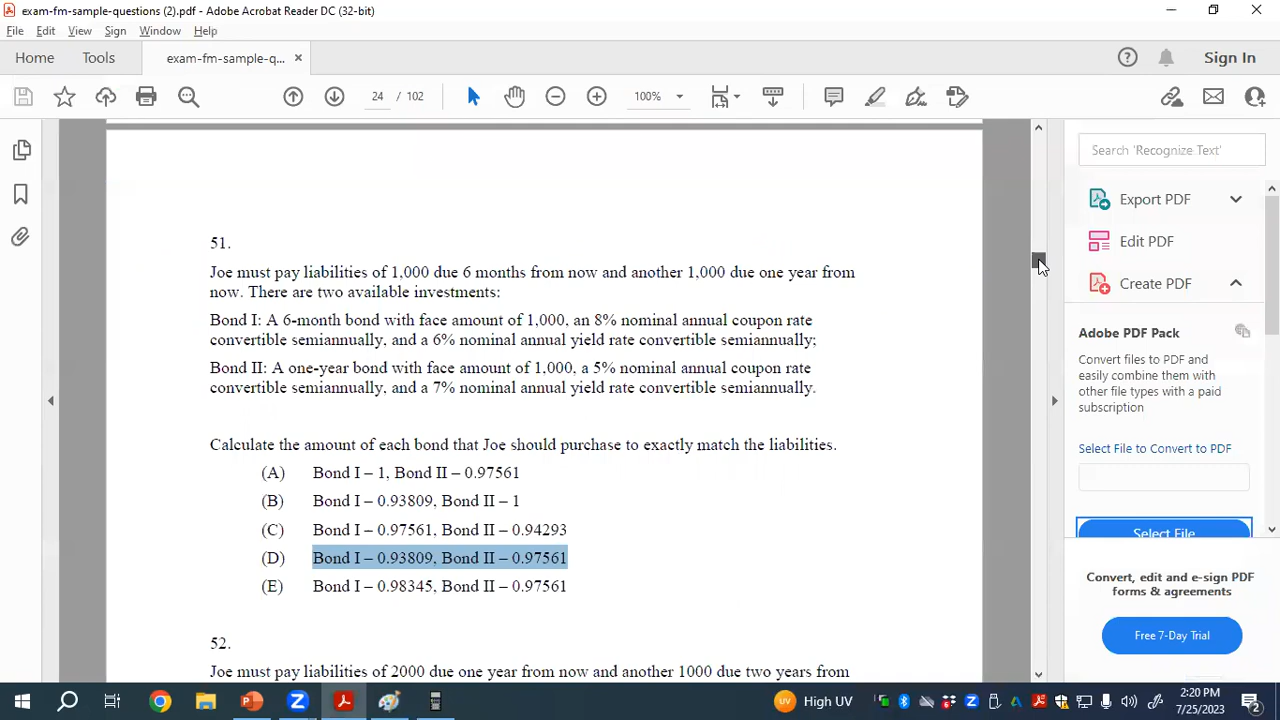 exam-fm-sample-questions (2).pdf - Adobe Acrobat Reader DC (32-bit)
File Edit View Sign Window Help
Home Tools exam-fm-sample-q... × Sign In
24 / 102 100%
51.
Joe must pay liabilities of 1,000 due 6 months from now and another 1,000 due one year from
now. There are two available investments:
Bond I: A 6-month bond with face amount of 1,000, an 8% nominal annual coupon rate
convertible semiannually, and a 6% nominal annual yield rate convertible semiannually;
Bond II: A one-year bond with face amount of 1,000, a 5% nominal annual coupon rate
convertible semiannually, and a 7% nominal annual yield rate convertible semiannually.
Calculate the amount of each bond that Joe should purchase to exactly match the liabilities.
(A) Bond I – 1, Bond II – 0.97561
(B) Bond I – 0.93809, Bond II – 1
(C) Bond I – 0.97561, Bond II – 0.94293
(D) Bond I – 0.93809, Bond II – 0.97561
(E) Bond I – 0.98345, Bond II – 0.97561
52.
Joe must pay liabilities of 2000 due one year from now and another 1000 due two years from
Search 'Recognize Text'
Export PDF
Edit PDF
Create PDF
Adobe PDF Pack
Convert files to PDF and
easily combine them with
other file types with a paid
subscription
Select File to Convert to PDF
Select File
Convert, edit and e-sign PDF
forms & agreements
Free 7-Day Trial
UV High UV
2:20 PM
7/25/2023
2